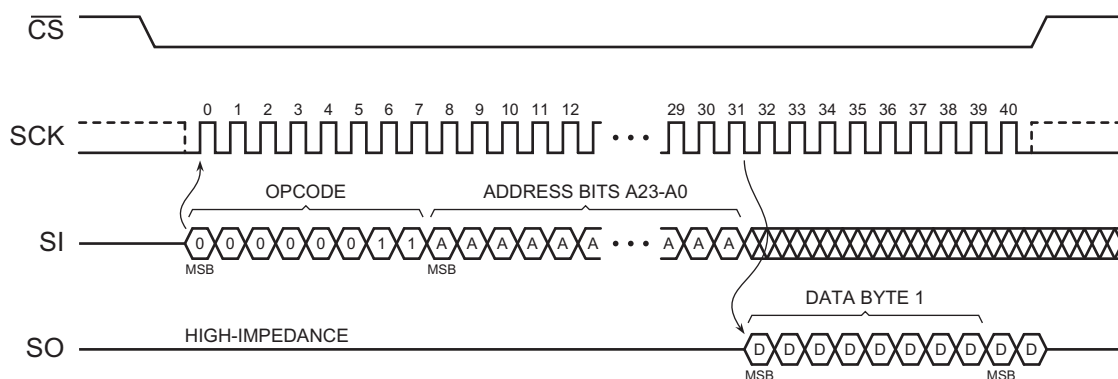 CS
0 1 2 3 4 5 6 7 8 9 10 11 12 29 30 31 32 33 34 35 36 37 38 39 40
SCK
OPCODE ADDRESS BITS A23-A0
SI 0 0 0 0 0 0 1 1 A A A A A A A A A
MSB MSB
DATA BYTE 1
HIGH-IMPEDANCE
SO D D D D D D D D D D
MSB MSB